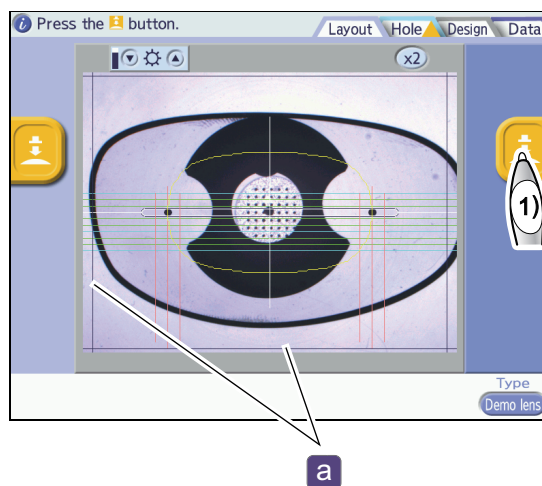 Press the button.
Layout Hole Design Data
x2
1)
Type
Demo lens
a